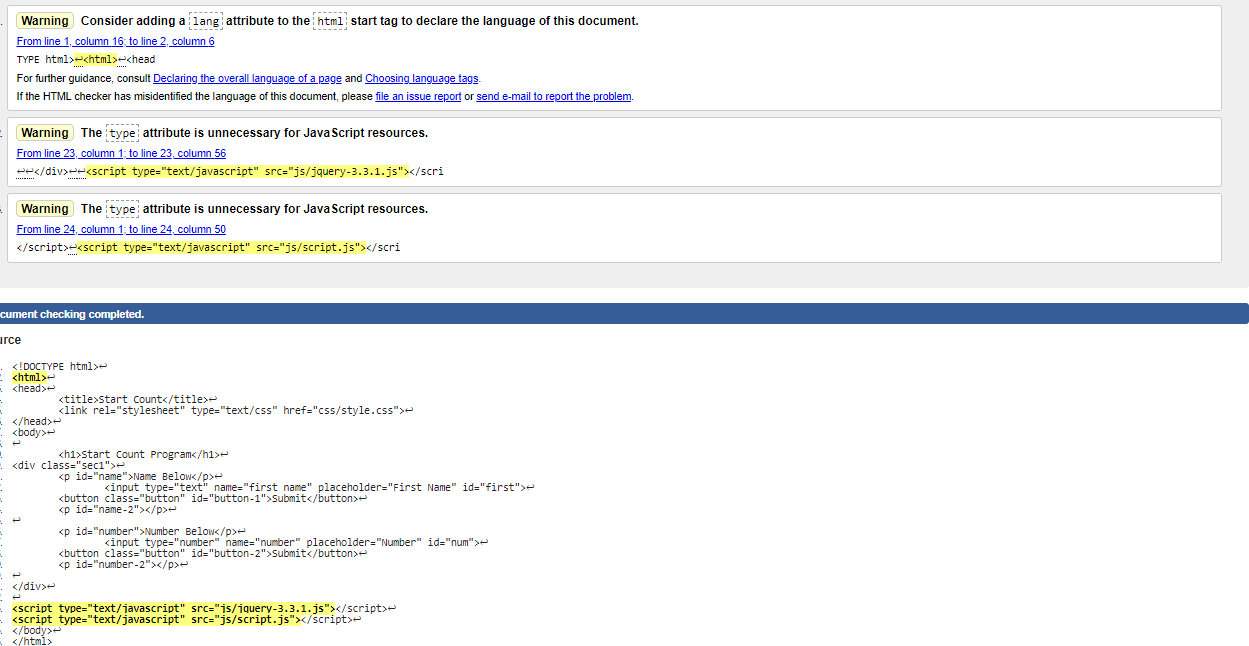 Warning Consider adding a lang attribute to the html start tag to declare the language of this document.
From line 1, column 16; to line 2, column 6
TYPE html>↩<html>↩<head
For further guidance, consult Declaring the overall language of a page and Choosing language tags.
If the HTML checker has misidentified the language of this document, please file an issue report or send e-mail to report the problem.
Warning The type attribute is unnecessary for JavaScript resources.
From line 23, column 1; to line 23, column 56
↩↩</div>↩↩<script type="text/javascript" src="js/jquery-3.3.1.js"></scri
Warning The type attribute is unnecessary for JavaScript resources.
From line 24, column 1; to line 24, column 50
</script>↩<script type="text/javascript" src="js/script.js"></scri
cument checking completed.
urce
<!DOCTYPE html>↩
<html>↩
<head>↩
<title>Start Count</title>↩
<link rel="stylesheet" type="text/css" href="css/style.css">↩
</head>↩
<body>↩
↩
<h1>Start Count Program</h1>↩
<div class="sec1">↩
<p id="name">Name Below</p>↩
<input type="text" name="first name" placeholder="First Name" id="first">↩
<button class="button" id="button-1">Submit</button>↩
<p id="name-2"></p>↩
↩
<p id="number">Number Below</p>↩
<input type="number" name="number" placeholder="Number" id="num">↩
<button class="button" id="button-2">Submit</button>↩
<p id="number-2"></p>↩
↩
</div>↩
↩
<script type="text/javascript" src="js/jquery-3.3.1.js"></script>↩
<script type="text/javascript" src="js/script.js"></script>↩
</body>↩
</html>